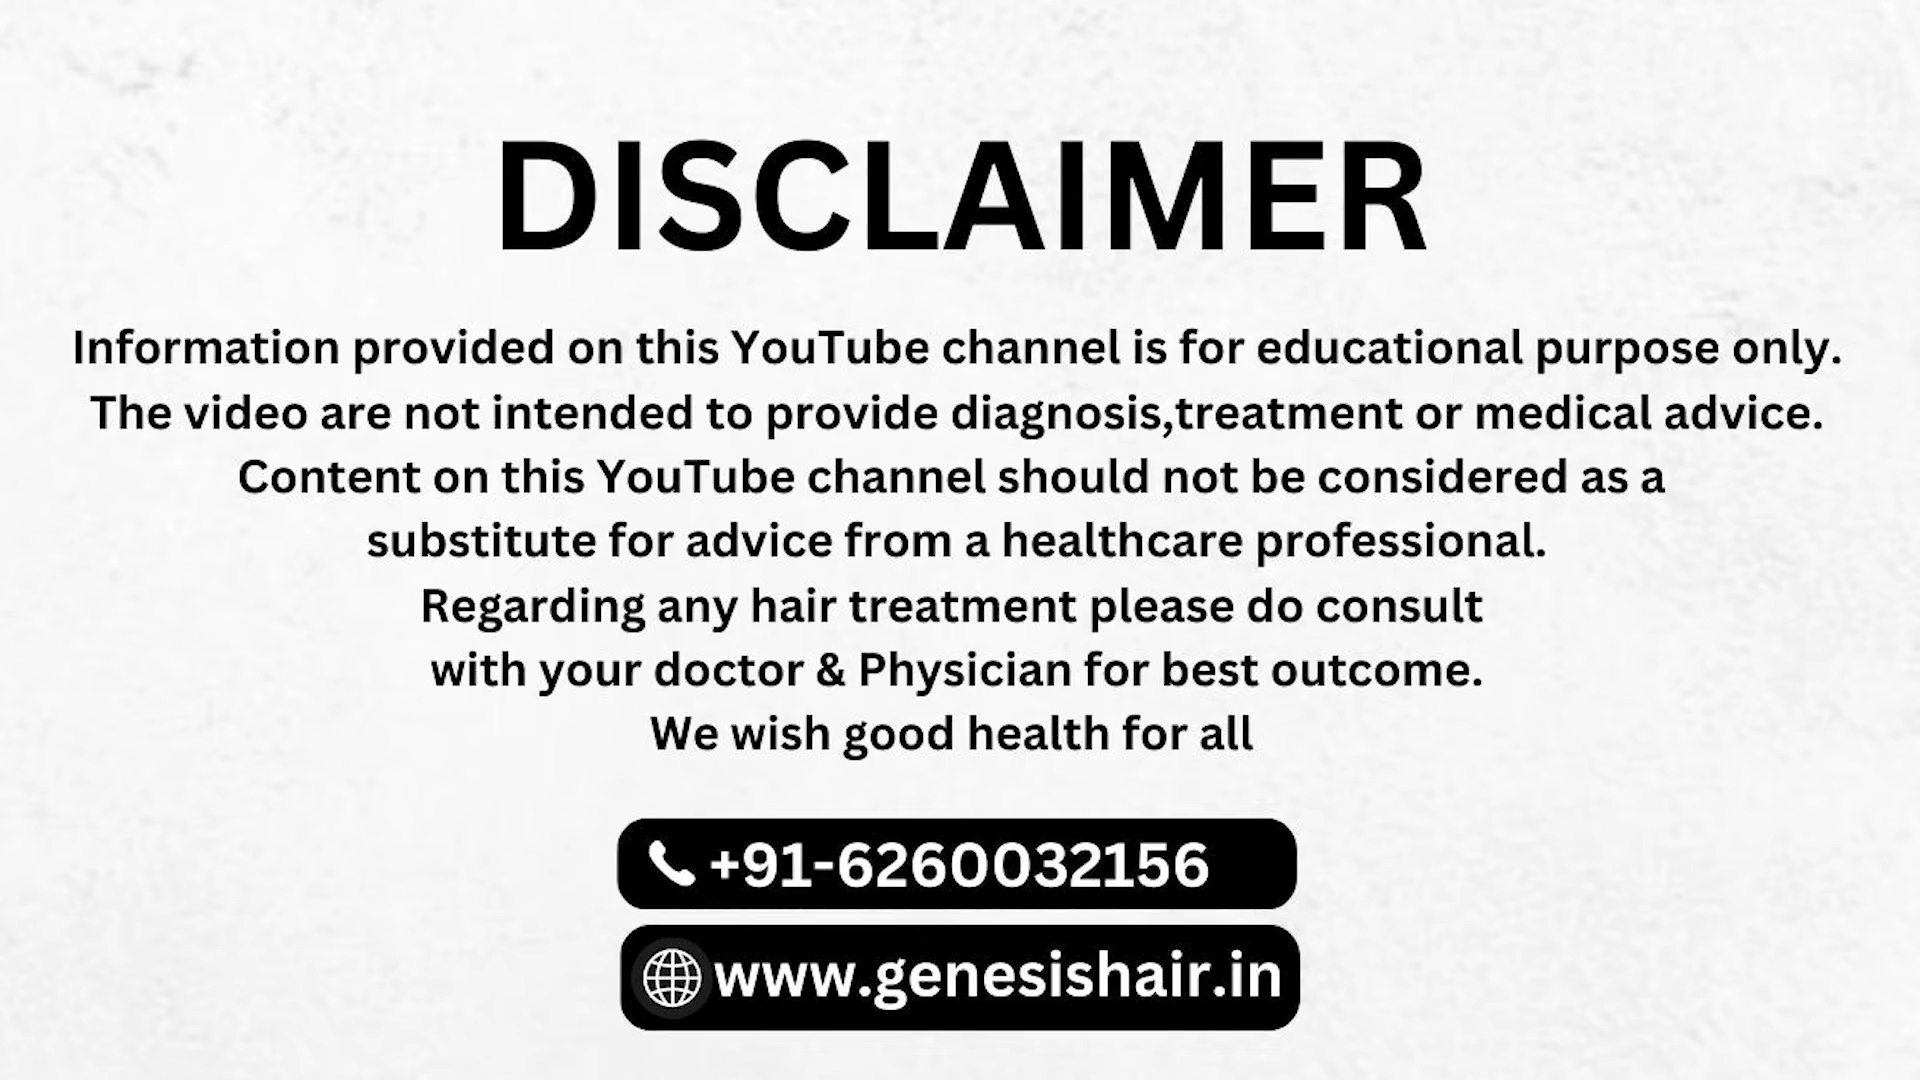 DISCLAIMER
Information provided on this YouTube channel is for educational purpose only.
The video are not intended to provide diagnosis,treatment or medical advice.
Content on this YouTube channel should not be considered as a
substitute for advice from a healthcare professional.
Regarding any hair treatment please do consult
with your doctor & Physician for best outcome.
We wish good health for all
+91-6260032156
www.genesishair.in